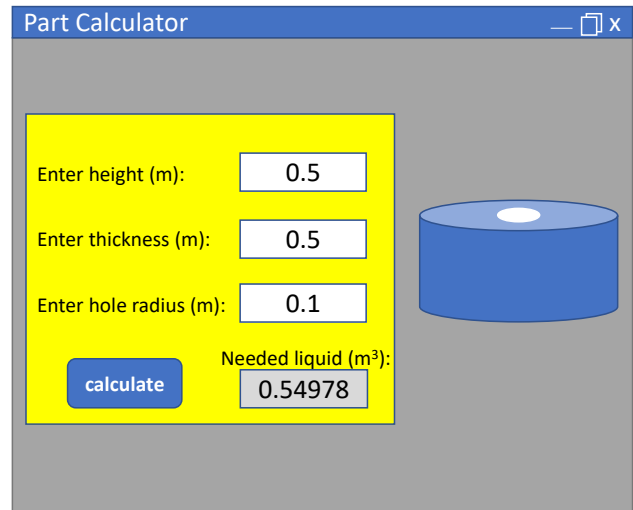 Part Calculator
Enter height (m): 0.5
Enter thickness (m): 0.5
Enter hole radius (m): 0.1
Needed liquid (m³):
calculate 0.54978